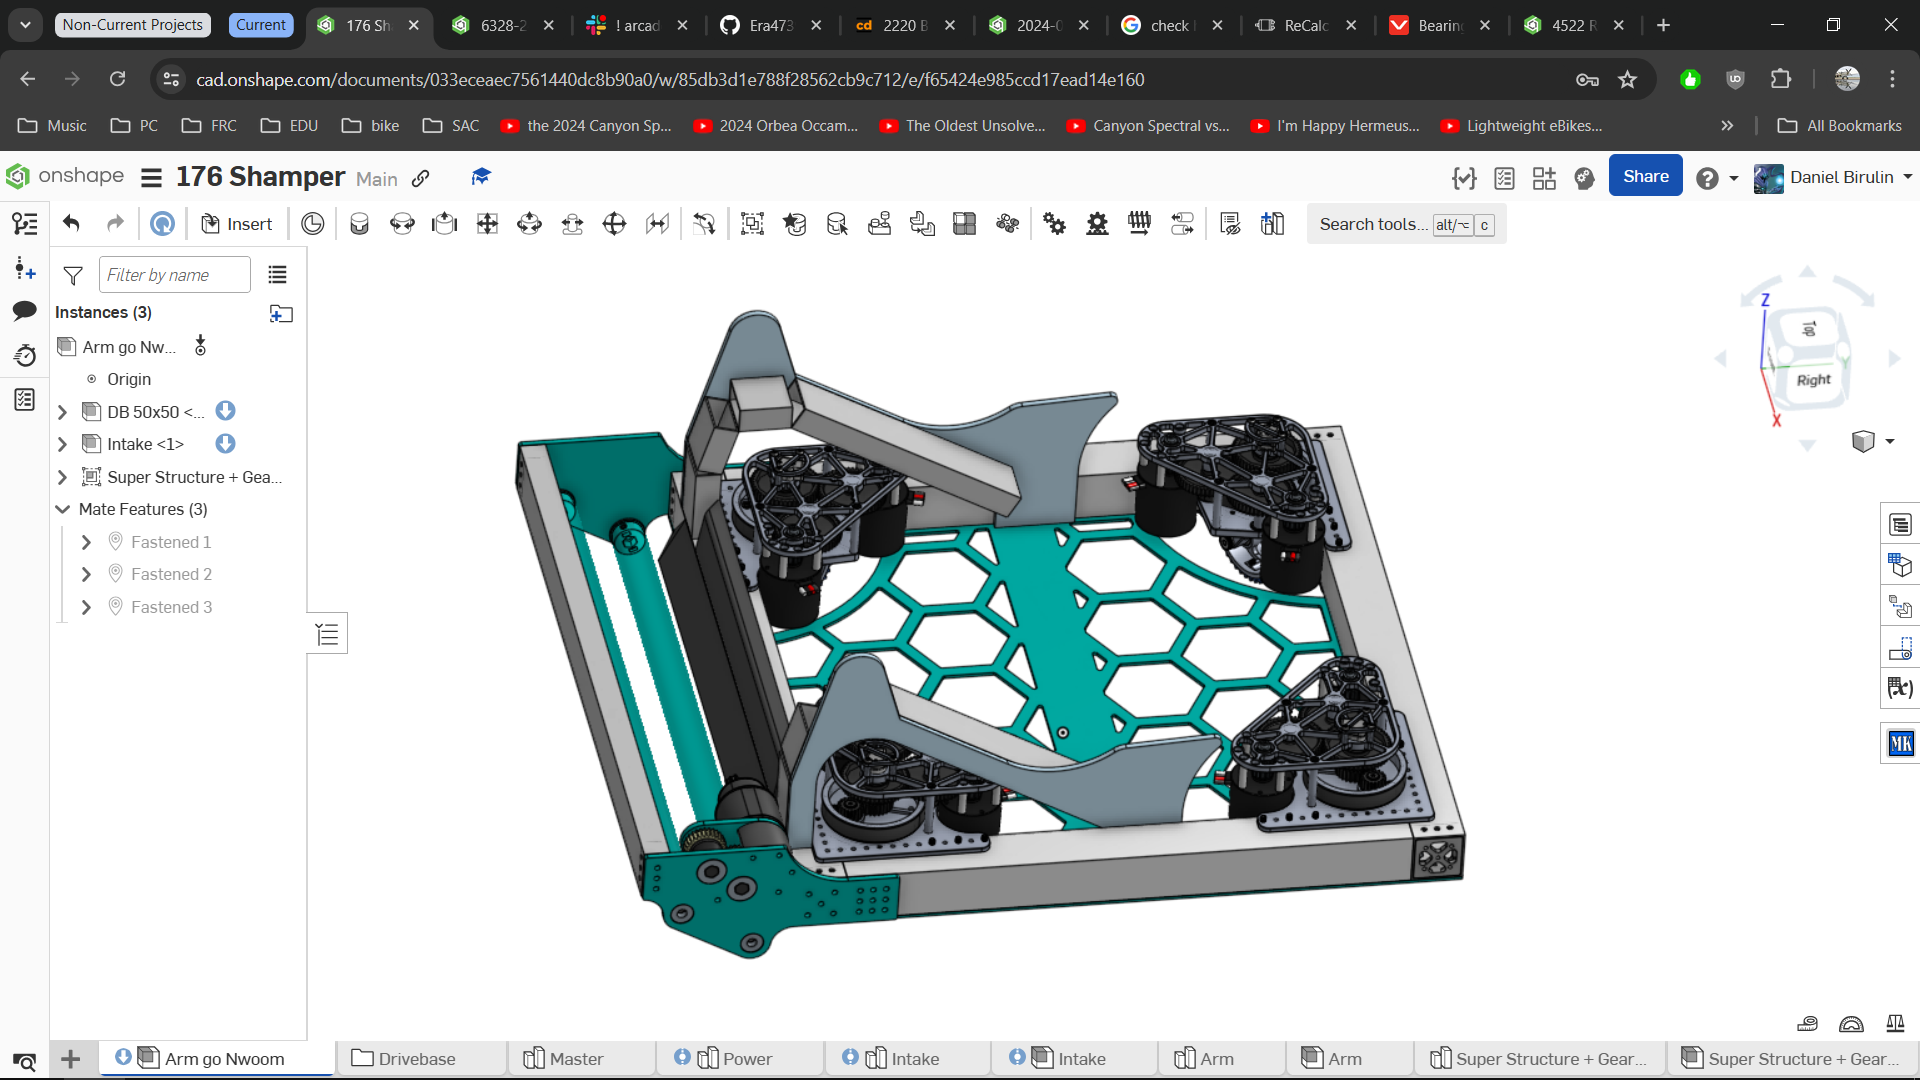 Non-Current Projects
Current
176 Sh
6328-2
! arcad
Era473
2220 B
2024-0
check
ReCalc
Bearing
4522 R
cad.onshape.com/documents/033eceaec7561440dc8b90a0/w/85db3d1e788f28562cb9c712/e/f65424e985ccd17ead14e160
Music
PC
FRC
EDU
bike
SAC
the 2024 Canyon Sp...
2024 Orbea Occam...
The Oldest Unsolve...
Canyon Spectral vs...
I'm Happy Hermeus...
Lightweight eBikes...
All Bookmarks
onshape
176 Shamper Main
Share
Daniel Birulin
Insert
Search tools... alt/⌥ c
Filter by name
Instances (3)
Arm go Nw...
Origin
DB 50x50 <...
Intake <1>
Super Structure + Gea...
Mate Features (3)
Fastened 1
Fastened 2
Fastened 3
Z
Top
Right
Y
X
(x)
MK
Arm go Nwoom
Drivebase
Master
Power
Intake
Intake
Arm
Arm
Super Structure + Gear...
Super Structure + Gear...